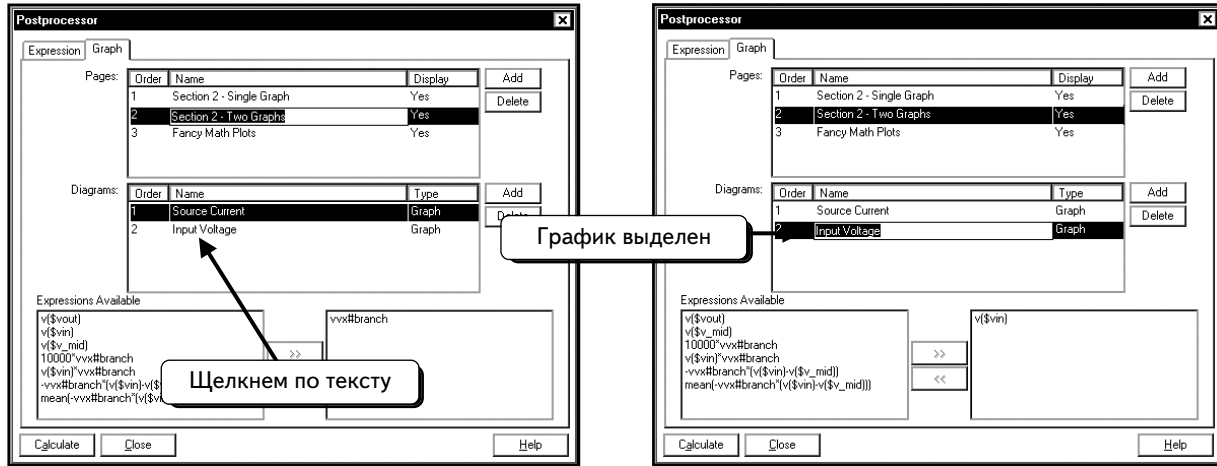 Postprocessor
Expression Graph
Pages:
Order Name Display
1 Section 2 - Single Graph Yes
2 Section 2 - Two Graphs Yes
3 Fancy Math Plots Yes
Add
Delete
Diagrams:
Order Name Type
1 Source Current Graph
2 Input Voltage Graph
Add
Expressions Available
v($vout)
v($vin)
v($v_mid)
10000*vvx#branch
v($vin)*vvx#branch
-vvx#branch*(v($vin)-v($
mean(-vvx#branch*(v($vi
>>
vvx#branch
Щелкнем по тексту
Calculate Close Help
График выделен
Postprocessor
Expression Graph
Pages:
Order Name Display
1 Section 2 - Single Graph Yes
2 Section 2 - Two Graphs Yes
3 Fancy Math Plots Yes
Add
Delete
Diagrams:
Order Name Type
1 Source Current Graph
2 Input Voltage Graph
Add
Delete
Expressions Available
v($vout)
v($v_mid)
10000*vvx#branch
v($vin)*vvx#branch
-vvx#branch*(v($vin)-v($v_mid))
mean(-vvx#branch*(v($vin)-v($v_mid)))
>>
<<
v($vin)
Calculate Close Help